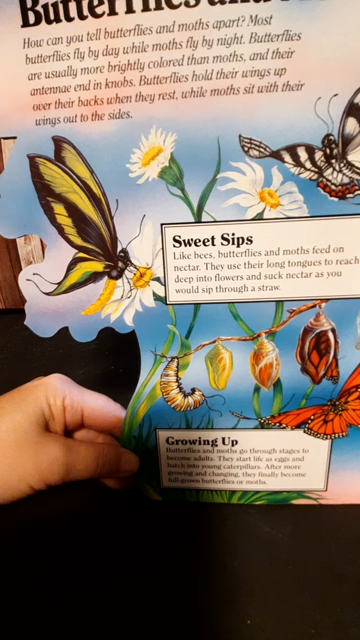 Butterflies and
How can you tell butterflies and moths apart? Most
butterflies fly by day while moths fly by night. Butterflies
are usually more brightly colored than moths, and their
antennae end in knobs. Butterflies hold their wings up
over their backs when they rest, while moths sit with their
wings out to the sides.
Sweet Sips
Like bees, butterflies and moths feed on
nectar. They use their long tongues to reach
deep into flowers and suck nectar as you
would sip through a straw.
Growing Up
Butterflies and moths go through stages to
become adults. They start life as eggs and
hatch into young caterpillars. After more
growing and changing, they finally become
full-grown butterflies or moths.